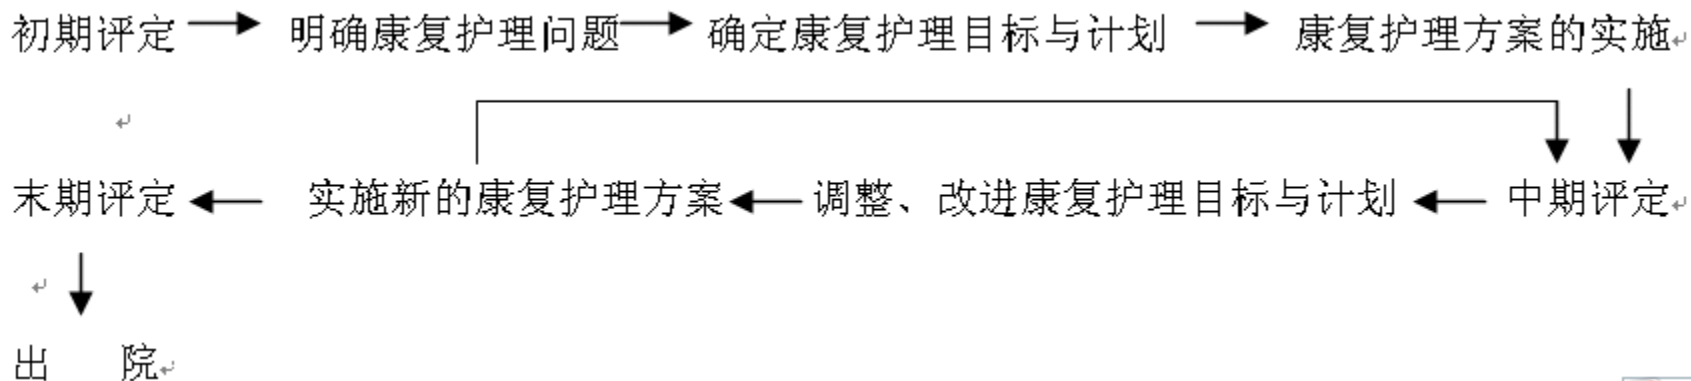 初期评定 明确康复护理问题 确定康复护理目标与计划 康复护理方案的实施
末期评定 实施新的康复护理方案 调整、改进康复护理目标与计划 中期评定
出 院